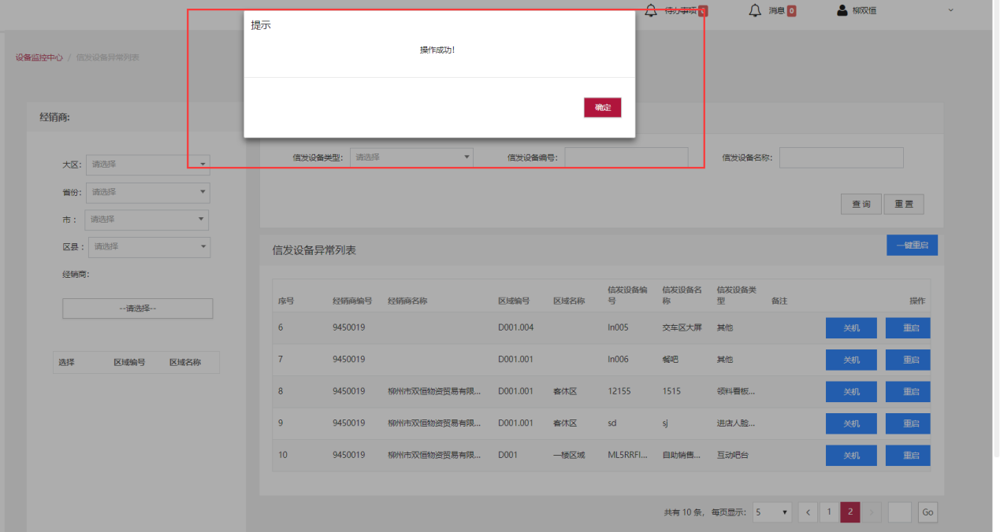 待办事项 0 消息 0 柳双恒
提示
操作成功!
确定
设备监控中心 / 信发设备异常列表
经销商:
大区: 请选择
省份: 请选择
市: 请选择
区县: 请选择
经销商:
--请选择--
选择 区域编号 区域名称
信发设备类型: 请选择 信发设备编号: 信发设备名称:
查询 重置
信发设备异常列表 一键重启
序号 经销商编号 经销商名称 区域编号 区域名称 信发设备编号 信发设备名称 信发设备类型 备注 操作
6 9450019 D001.004 In005 交车区大屏 其他 关机 重启
7 9450019 D001.001 In006 餐吧 其他 关机 重启
8 9450019 柳州市双恒物资贸易有限... D001.001 客休区 12155 1515 领料看板... 关机 重启
9 9450019 柳州市双恒物资贸易有限... D001.001 客休区 sd sj 进店人脸... 关机 重启
10 9450019 柳州市双恒物资贸易有限... D001 一楼区域 ML5RRFI... 自助销售... 互动吧台 关机 重启
共有 10 条, 每页显示: 5 < 1 2 > Go